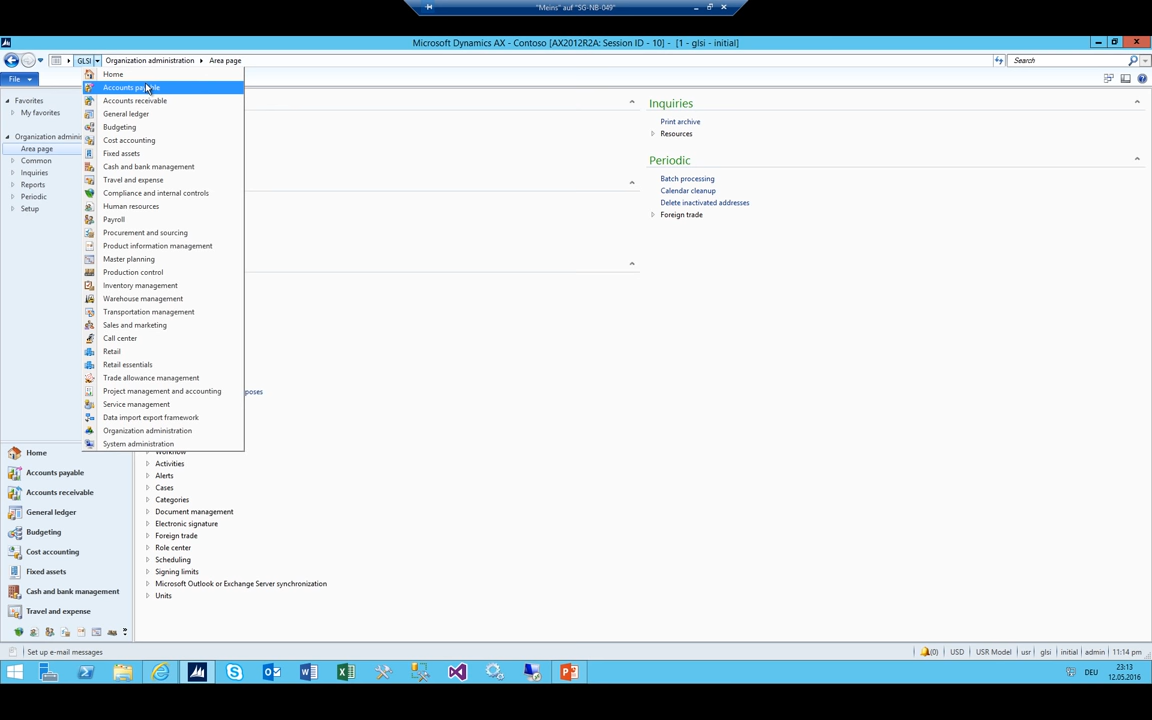 "Meins" auf "SG-NB-049"
Microsoft Dynamics AX - Contoso [AX2012R2A: Session ID - 10] - [1 - glsi - initial]
GLSI
Organization administration
Area page
Search
File
Favorites
My favorites
Organization adminis
Area page
Common
Inquiries
Reports
Periodic
Setup
Home
Accounts payable
Accounts receivable
General ledger
Budgeting
Cost accounting
Fixed assets
Cash and bank management
Travel and expense
Compliance and internal controls
Human resources
Payroll
Procurement and sourcing
Product information management
Master planning
Production control
Inventory management
Warehouse management
Transportation management
Sales and marketing
Call center
Retail
Retail essentials
Trade allowance management
Project management and accounting
Service management
Data import export framework
Organization administration
System administration
Inquiries
Print archive
Resources
Periodic
Batch processing
Calendar cleanup
Delete inactivated addresses
Foreign trade
poses
Workflow
Activities
Alerts
Cases
Categories
Document management
Electronic signature
Foreign trade
Role center
Scheduling
Signing limits
Microsoft Outlook or Exchange Server synchronization
Units
Home
Accounts payable
Accounts receivable
General ledger
Budgeting
Cost accounting
Fixed assets
Cash and bank management
Travel and expense
Set up e-mail messages
(0)
USD
USR Model
usr
glsi
initial
admin
11:14 pm
DEU
23:13
12.05.2016